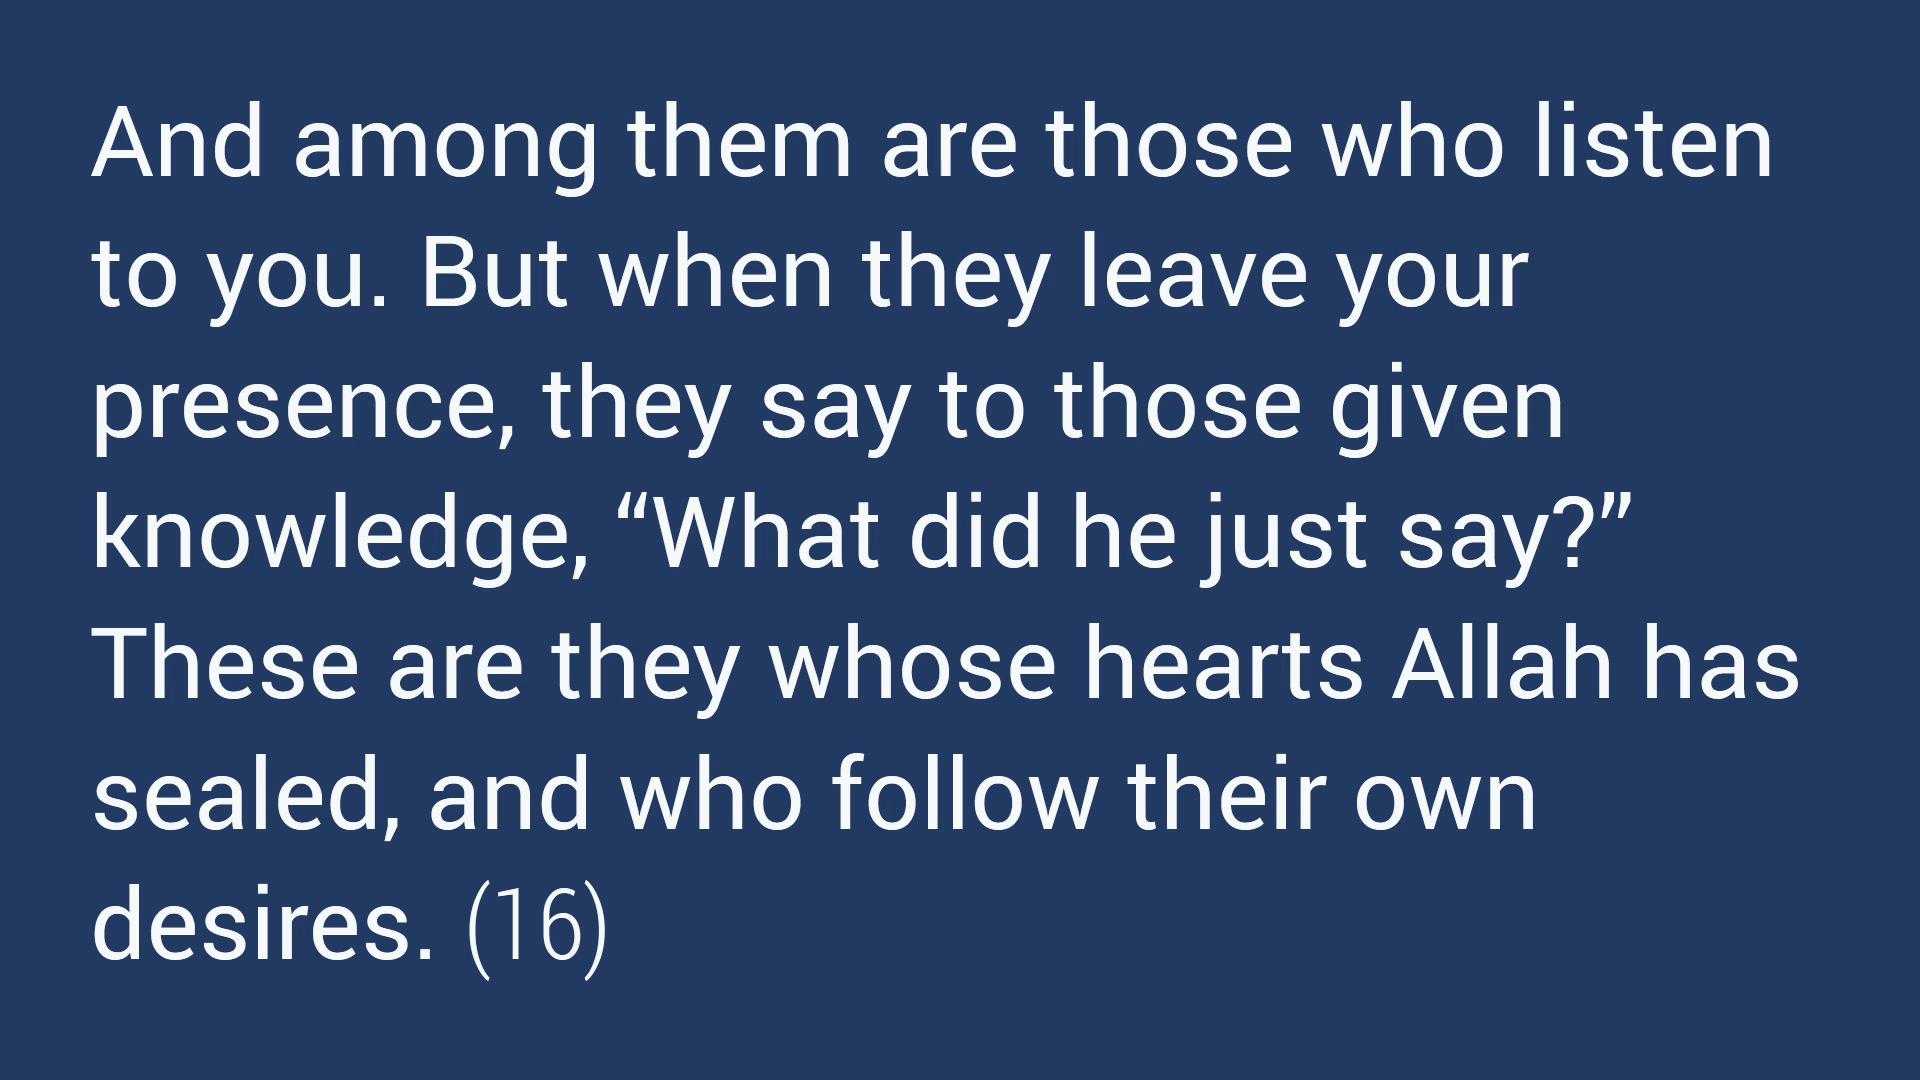 And among them are those who listen
to you. But when they leave your
presence, they say to those given
knowledge, “What did he just say?”
These are they whose hearts Allah has
sealed, and who follow their own
desires. (16)